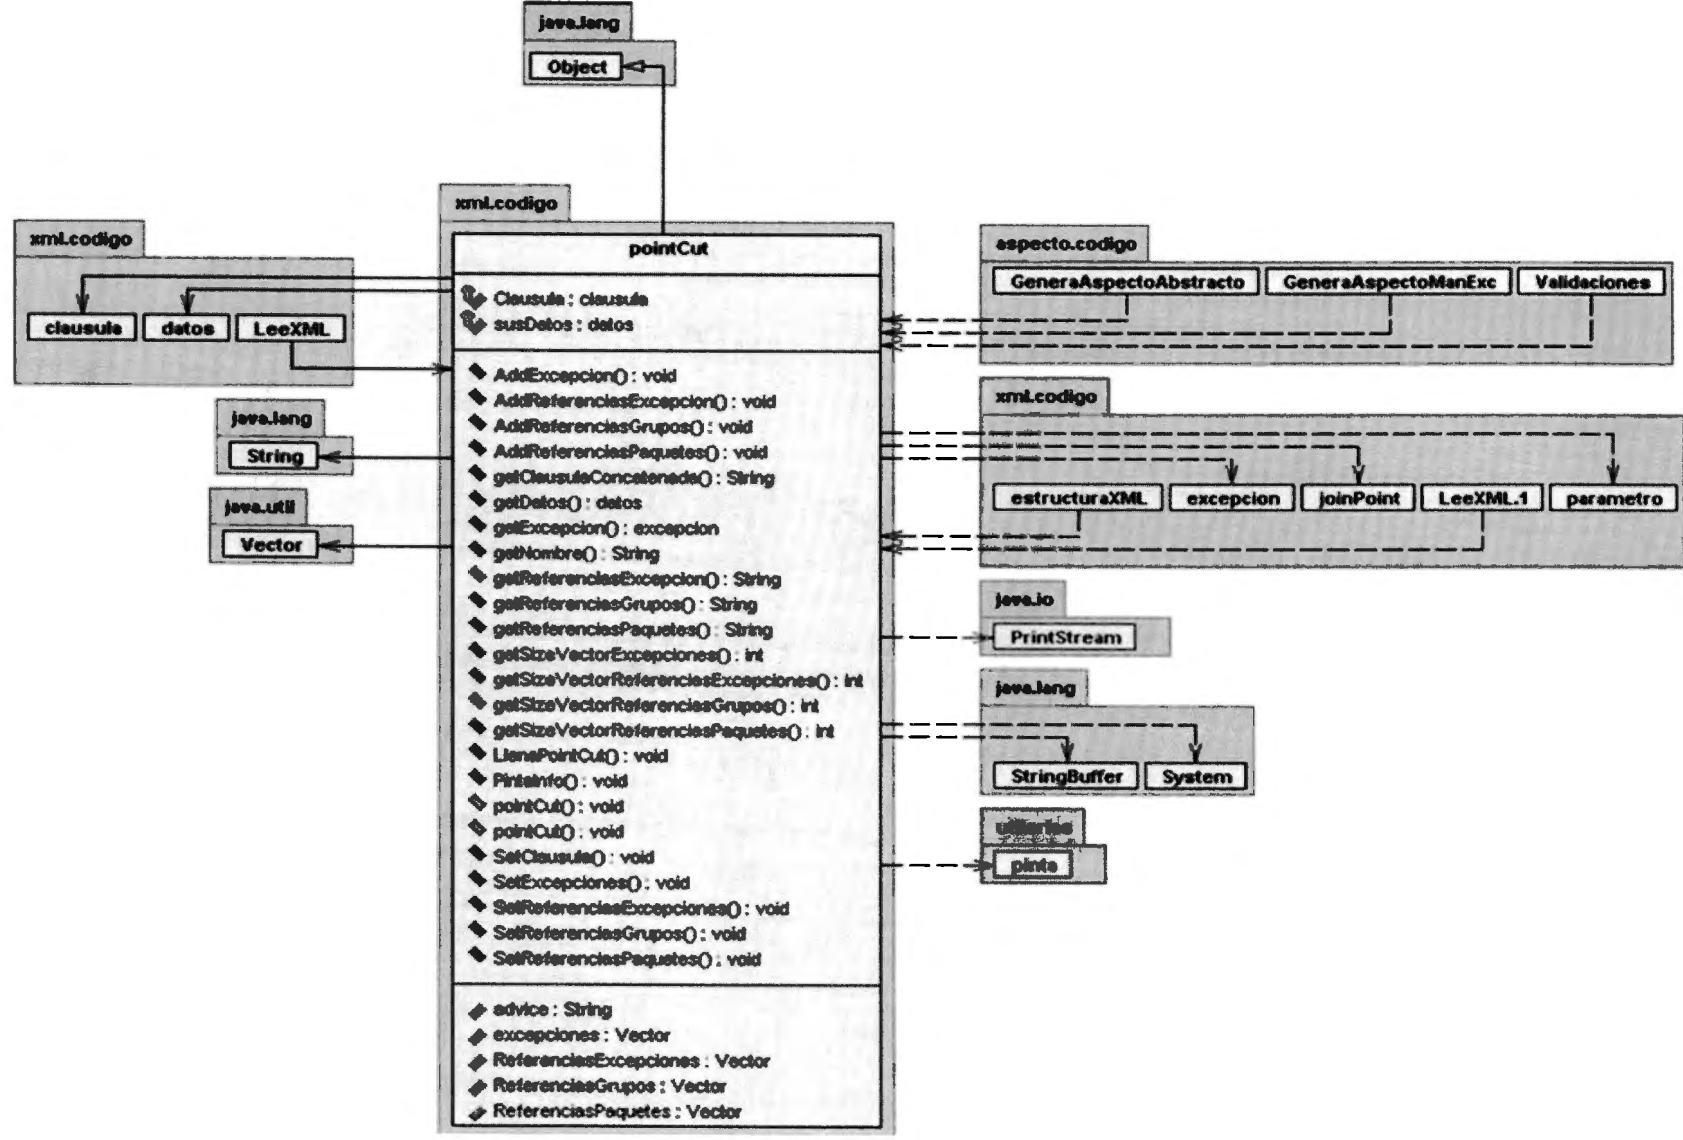 java.lang
Object
xml.codigo
clausula
datos
LeeXML
java.lang
String
java.util
Vector
xml.codigo
pointCut
Clausula : clausula
susDatos : datos
AddExcepcion() : void
AddReferenciasExcepcion() : void
AddReferenciasGrupos() : void
AddReferenciasPaquetes() : void
getClausulaConcatenada() : String
getDatos() : datos
getExcepcion() : excepcion
getNombre() : String
getReferenciasExcepcion() : String
getReferenciasGrupos() : String
getReferenciasPaquetes() : String
getSizeVectorExcepciones() : int
getSizeVectorReferenciasExcepciones() : int
getSizeVectorReferenciasGrupos() : int
getSizeVectorReferenciasPaquetes() : int
LlenaPointCut() : void
PintaInfo() : void
pointCut() : void
pointCut() : void
SetClausula() : void
SetExcepciones() : void
SetReferenciasExcepciones() : void
SetReferenciasGrupos() : void
SetReferenciasPaquetes() : void
advice : String
excepciones : Vector
ReferenciasExcepciones : Vector
ReferenciasGrupos : Vector
ReferenciasPaquetes : Vector
aspecto.codigo
GeneraAspectoAbstracto
GeneraAspectoManExc
Validaciones
xml.codigo
estructuraXML
excepcion
joinPoint
LeeXML.1
parametro
java.io
PrintStream
java.lang
StringBuffer
System
pinta